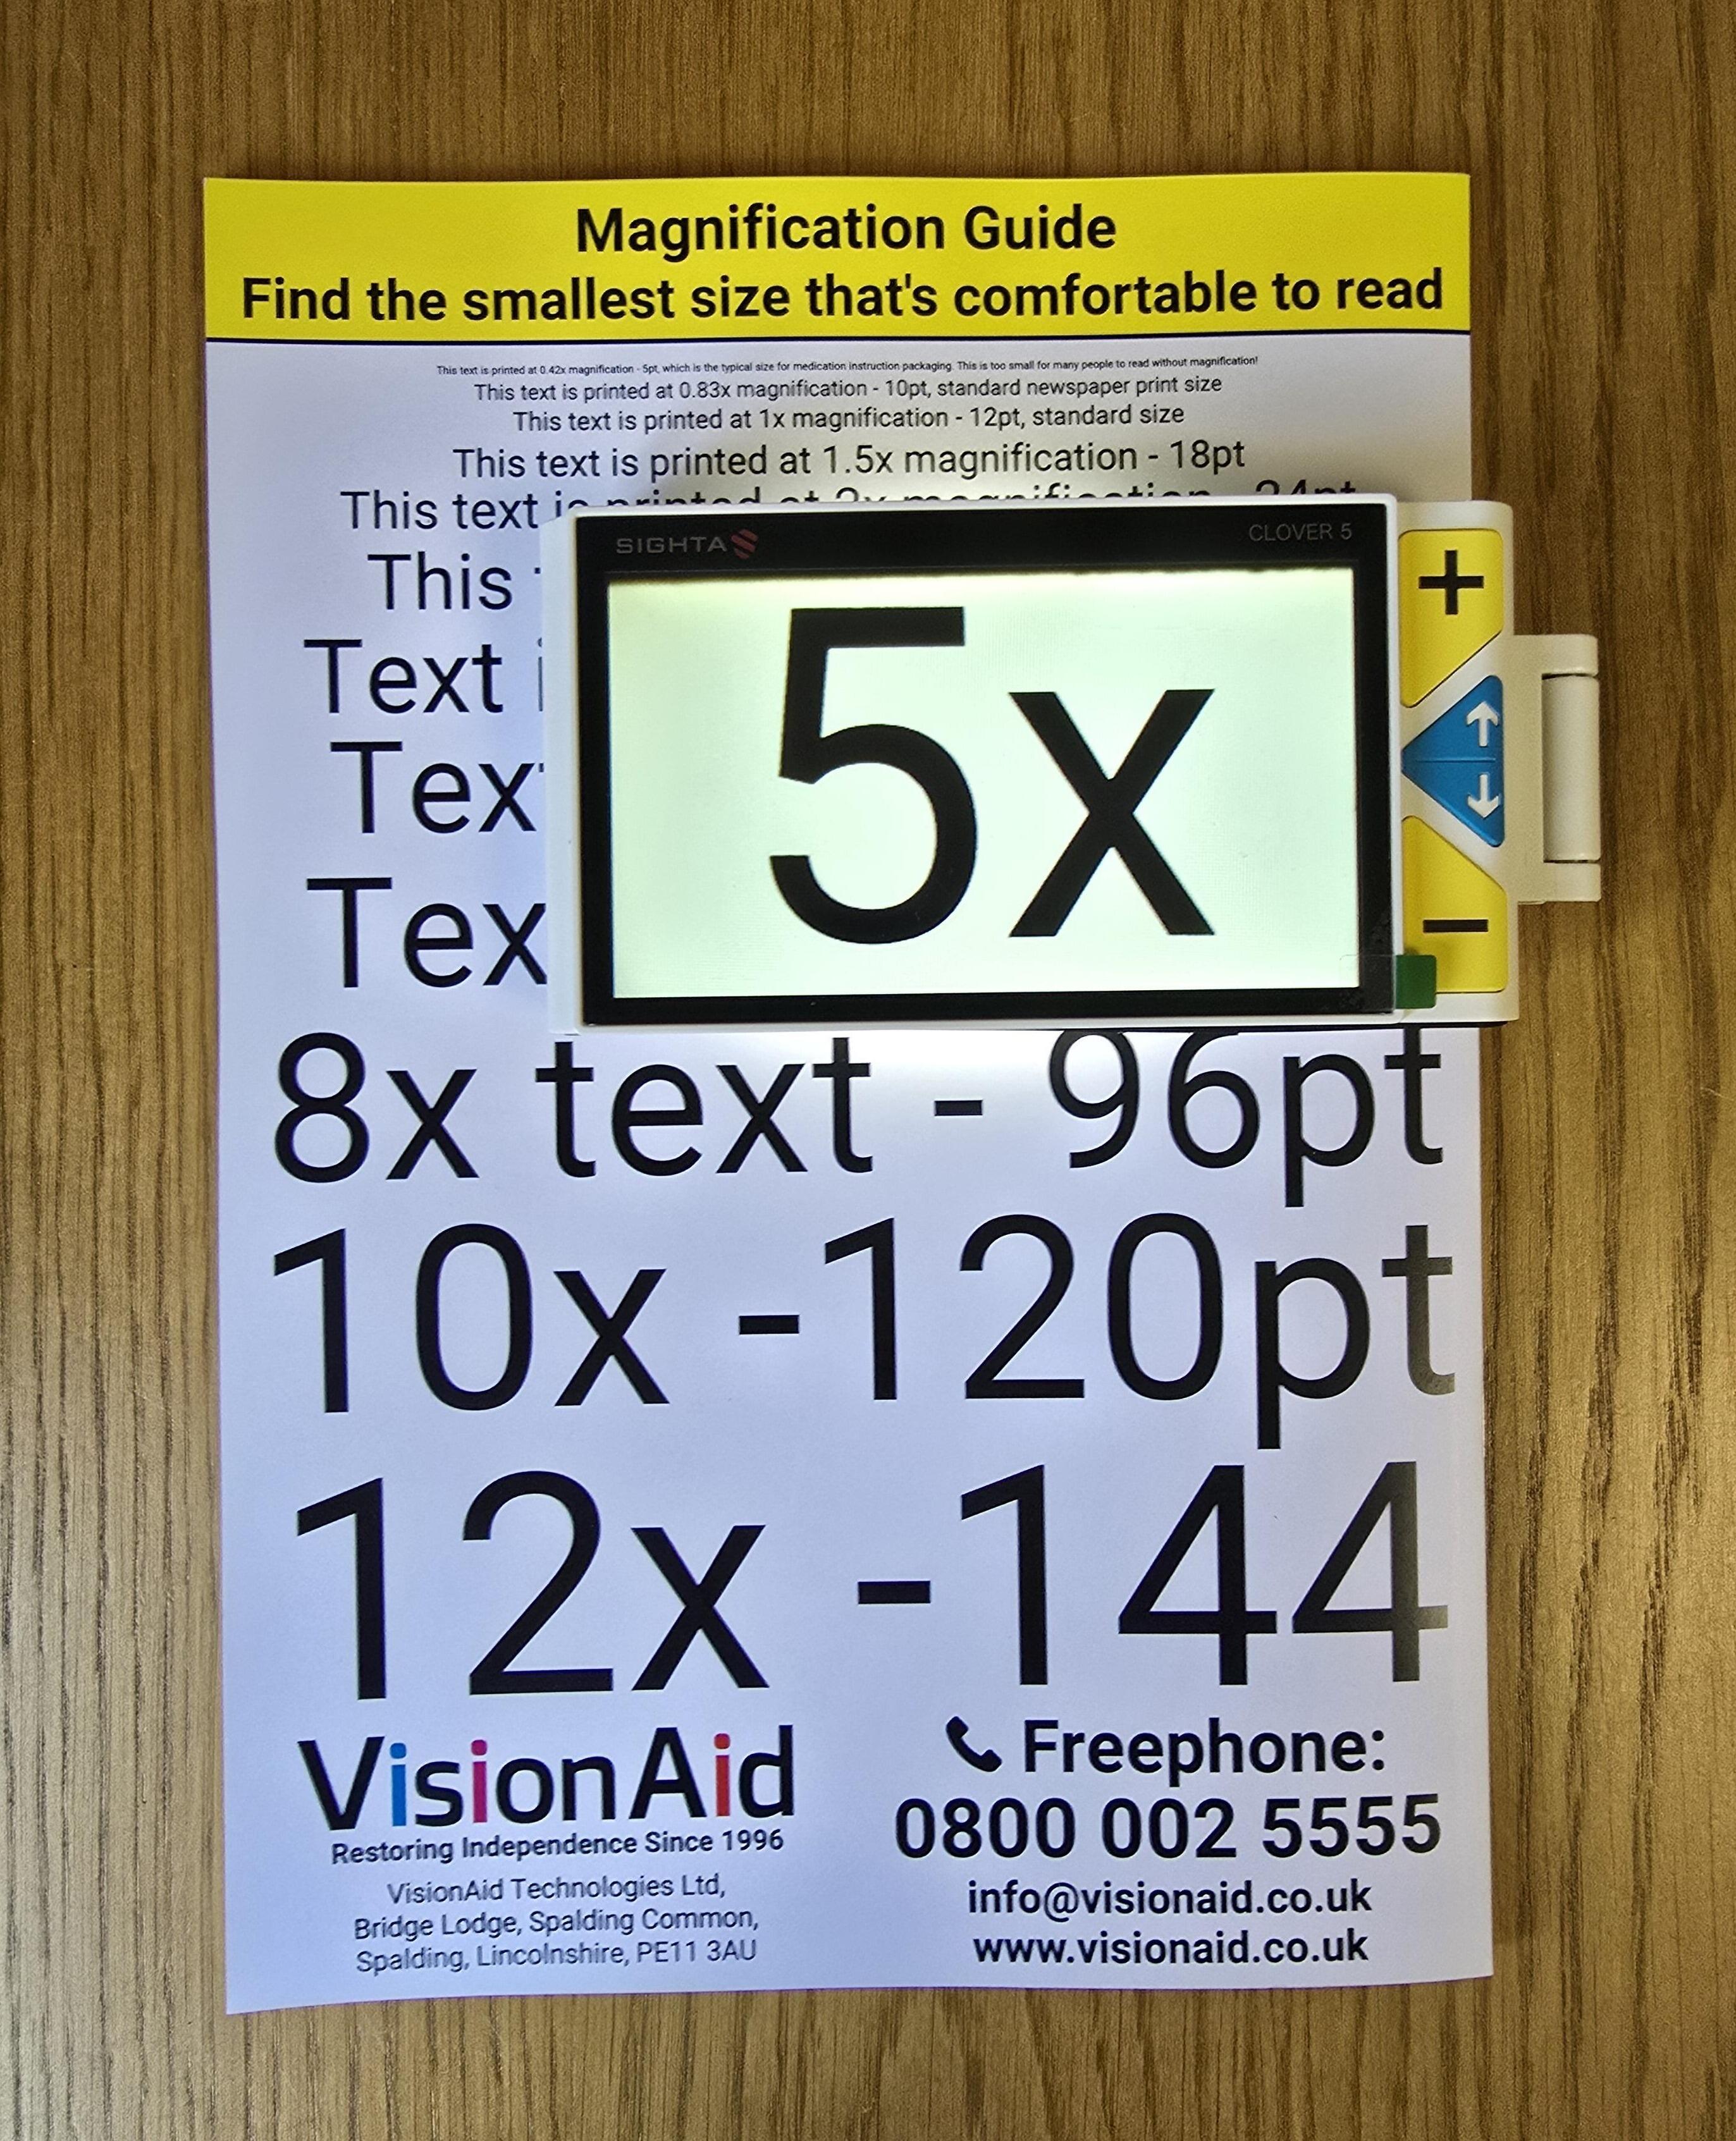 Magnification Guide
Find the smallest size that's comfortable to read
This text is printed at 0.42x magnification - 5pt, which is the typical size for medication instruction packaging. This is too small for many people to read without magnification!
This text is printed at 0.83x magnification - 10pt, standard newspaper print size
This text is printed at 1x magnification - 12pt, standard size
This text is printed at 1.5x magnification - 18pt
This text is printed at 2x magnification - 24pt
This
Text
SIGHTA
CLOVER 5
5x
+
-
8x text - 96pt
10x -120pt
12x -144
VisionAid
Restoring Independence Since 1996
VisionAid Technologies Ltd,
Bridge Lodge, Spalding Common,
Spalding, Lincolnshire, PE11 3AU
Freephone:
0800 002 5555
info@visionaid.co.uk
www.visionaid.co.uk